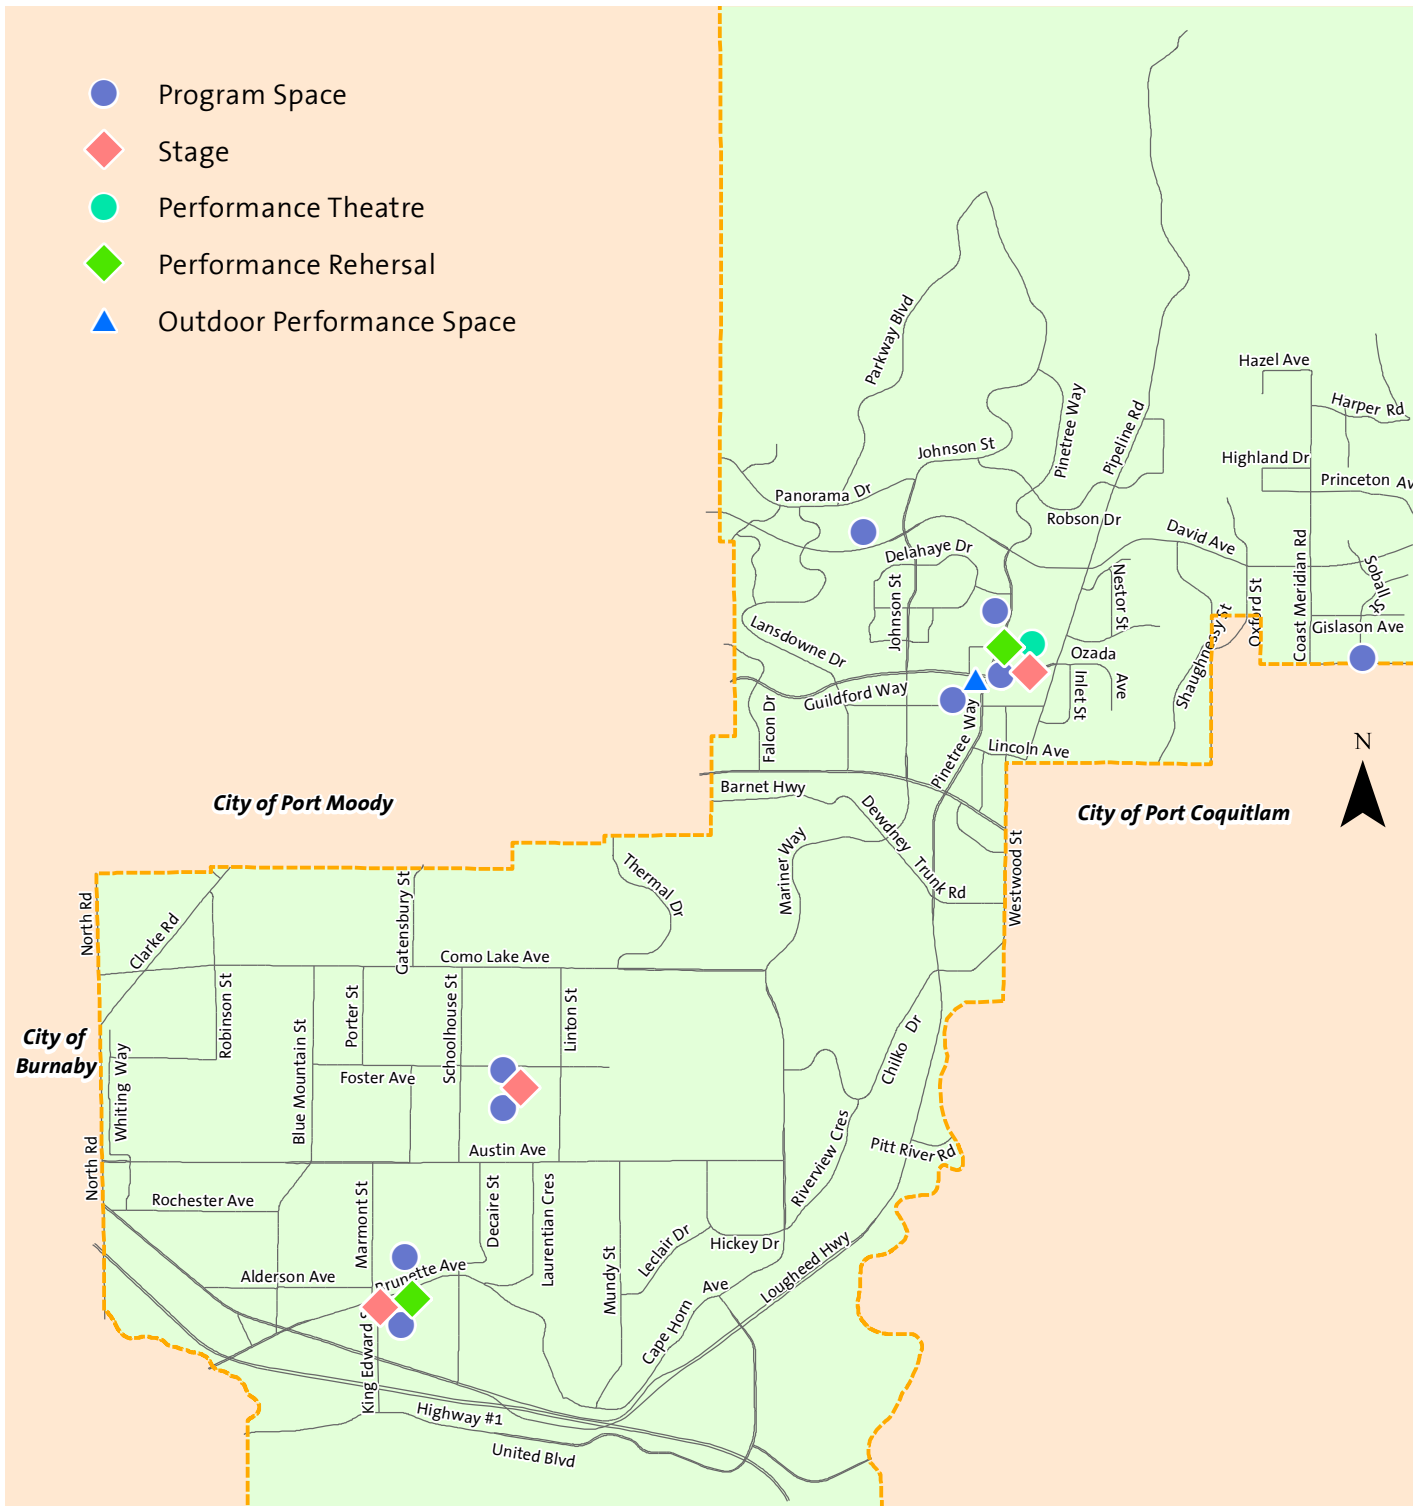 Program Space
Stage
Performance Theatre
Performance Rehersal
Outdoor Performance Space
Parkway Blvd
Hazel Ave
Harper Rd
Pinetree Way
Pipeline Rd
Johnson St
Highland Dr
Princeton Av
Panorama Dr
Robson Dr
David Ave
Delahaye Dr
Coast Meridian Rd
Soball St
Nestor St
Johnson St
Oxford St
Shaughnessy St
Gislason Ave
Lansdowne Dr
Ozada Ave
Inlet St
Guildford Way
Falcon Dr
Pinetree Way
Lincoln Ave
N
Barnet Hwy
City of Port Moody
City of Port Coquitlam
Dewdney Trunk Rd
Mariner Way
Westwood St
Thermal Dr
North Rd
Clarke Rd
Gatensbury St
Como Lake Ave
Robinson St
Porter St
Schoolhouse St
Linton St
Blue Mountain St
City of
Burnaby
Whiting Way
Foster Ave
Chilko Dr
Austin Ave
Pitt River Rd
Riverview Cres
North Rd
Rochester Ave
Marmont St
Decaire St
Laurentian Cres
Leclair Dr
Hickey Dr
Mundy St
Alderson Ave
Brunette Ave
Lougheed Hwy
Cape Horn Ave
King Edward
Highway #1
United Blvd